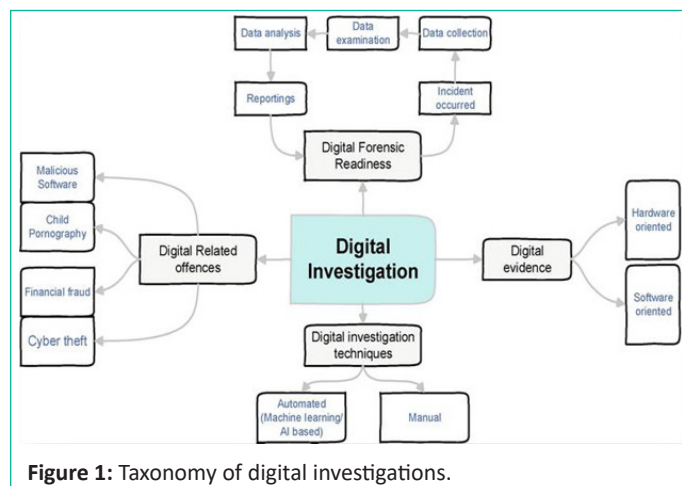 Data analysis
Data
examination
Data collection
Reportings
Incident
occurred
Digital Forensic
Readiness
Malicious
Software
Child
Pornography
Financial fraud
Cyber theft
Digital Related
offences
Digital
Investigation
Digital
evidence
Hardware
oriented
Software
oriented
Digital investigation
techniques
Automated
(Machine learning/
AI based)
Manual
Figure 1: Taxonomy of digital investigations.